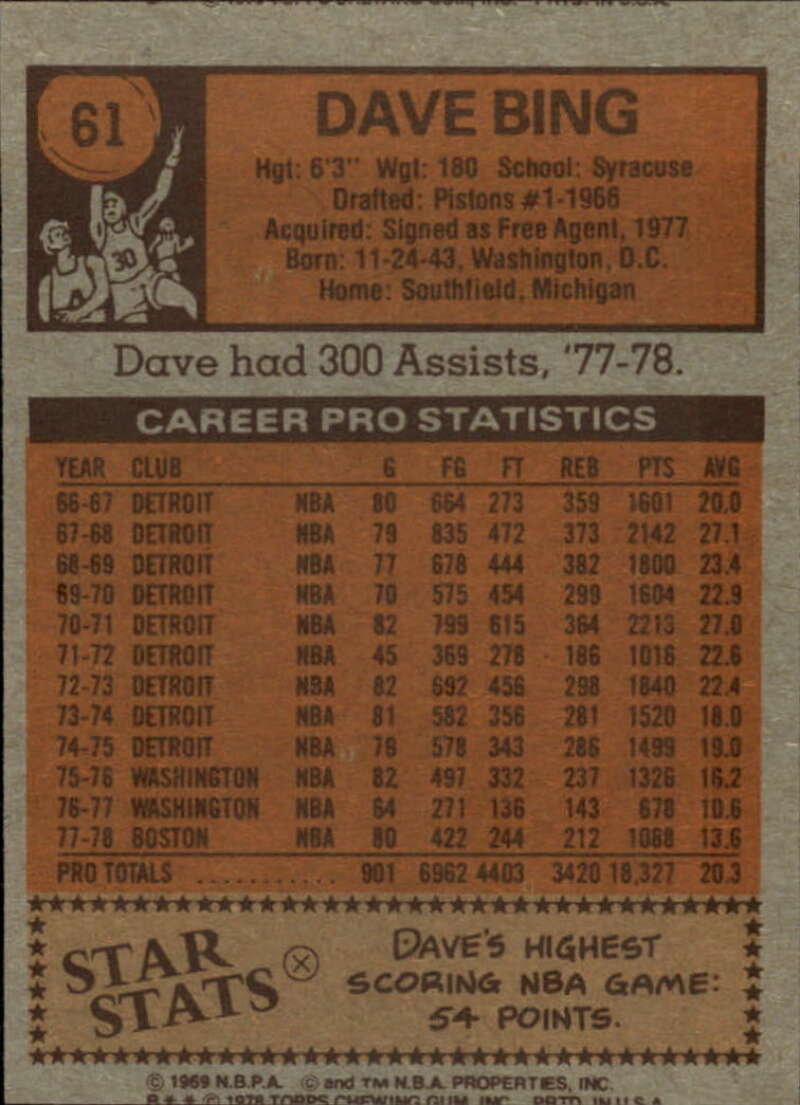 61
DAVE BING
Hgt: 6'3" Wgt: 180 School: Syracuse
Drafted: Pistons #1-1966
Acquired: Signed as Free Agent, 1977
Born: 11-24-43, Washington, D.C.
Home: Southfield, Michigan
30
Dave had 300 Assists, '77-78.
CAREER PRO STATISTICS
YEAR CLUB G FG FT REB PTS AVG
66-67 DETROIT NBA 80 664 273 359 1601 20.0
67-68 DETROIT NBA 79 835 472 373 2142 27.1
68-69 DETROIT NBA 77 678 444 382 1800 23.4
69-70 DETROIT NBA 70 575 454 299 1604 22.9
70-71 DETROIT NBA 82 799 615 364 2213 27.0
71-72 DETROIT NBA 45 369 278 186 1016 22.6
72-73 DETROIT NBA 82 692 456 298 1840 22.4
73-74 DETROIT NBA 81 582 356 281 1520 18.0
74-75 DETROIT NBA 79 578 343 286 1499 19.0
75-76 WASHINGTON NBA 82 497 332 237 1326 16.2
76-77 WASHINGTON NBA 64 271 136 143 678 10.6
77-78 BOSTON NBA 80 422 244 212 1088 13.6
PRO TOTALS ............ 901 6962 4403 3420 18,327 20.3
STAR STATS
DAVE'S HIGHEST
SCORING NBA GAME:
54 POINTS.
© 1969 N.B.P.A. © and TM N.B.A. PROPERTIES, INC.
© 1978 TOPPS CHEWING GUM, INC. PRTD. IN U.S.A.